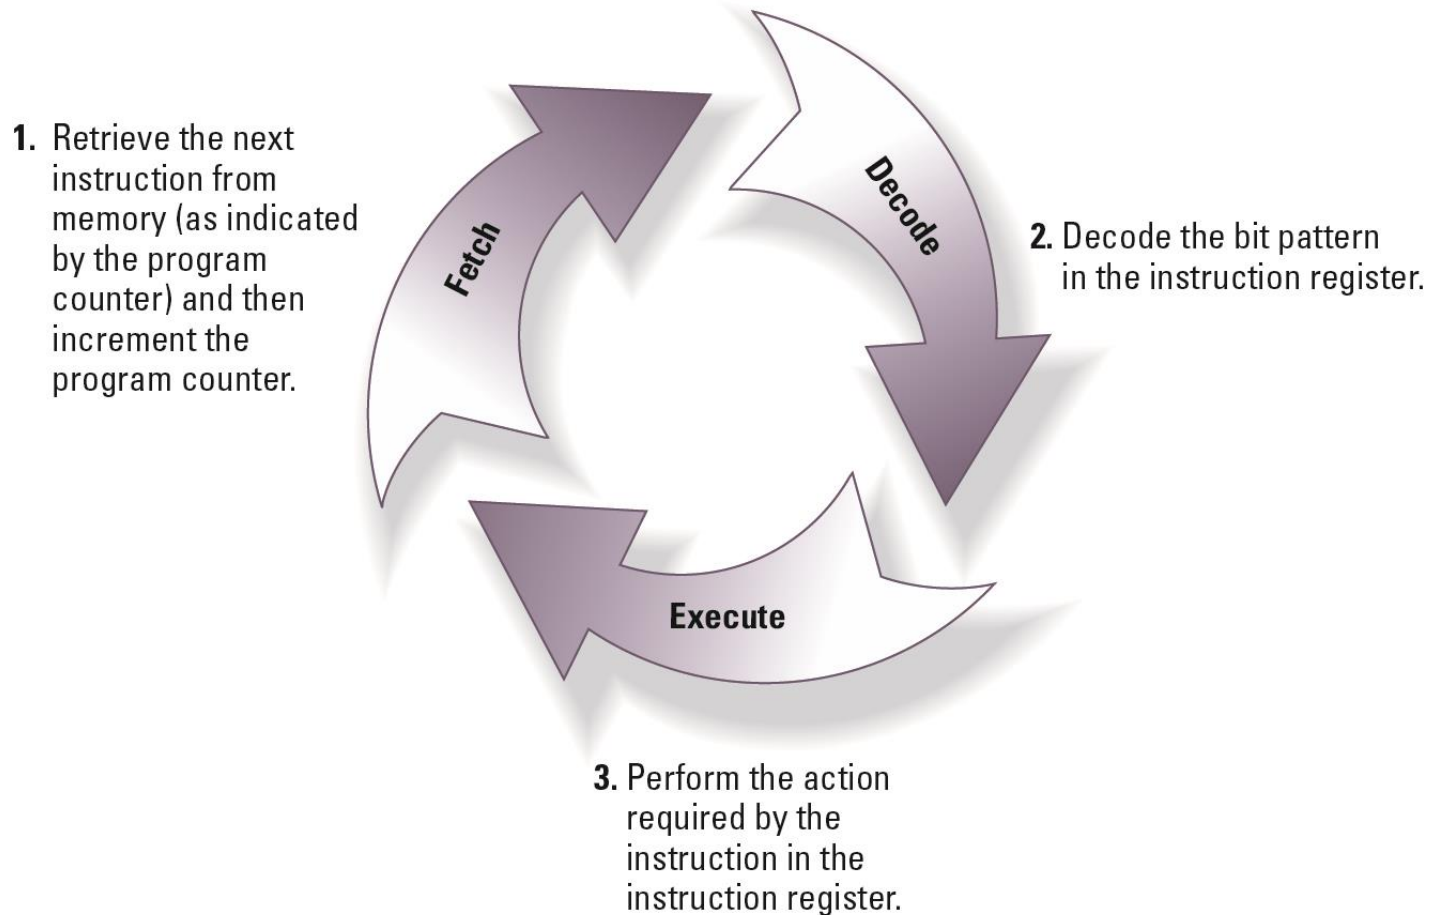 1. Retrieve the next
instruction from
memory (as indicated
by the program
counter) and then
increment the
program counter.
Fetch
Decode
2. Decode the bit pattern
in the instruction register.
Execute
3. Perform the action
required by the
instruction in the
instruction register.